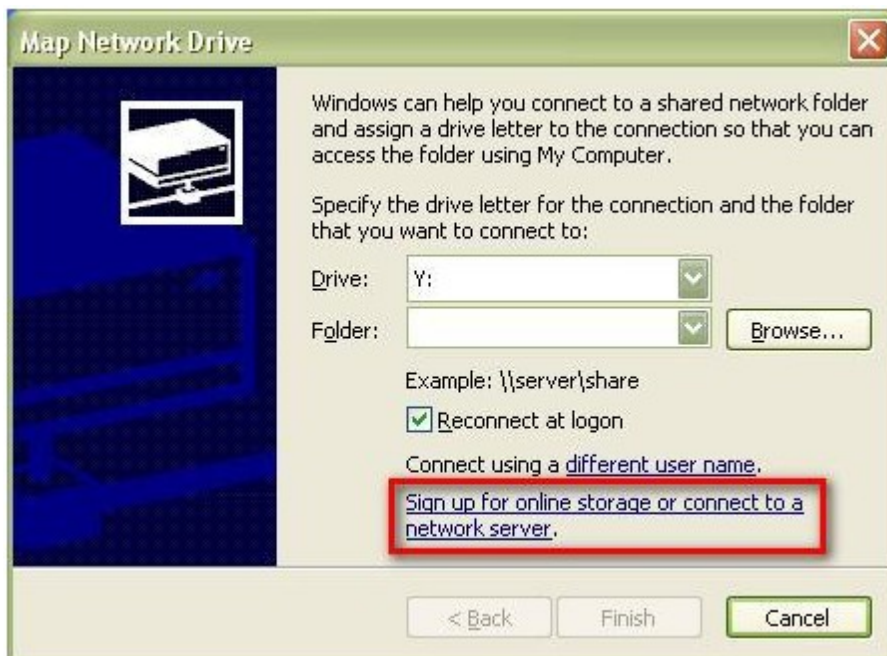 Map Network Drive
Windows can help you connect to a shared network folder
and assign a drive letter to the connection so that you can
access the folder using My Computer.
Specify the drive letter for the connection and the folder
that you want to connect to:
Drive: Y:
Folder: Browse...
Example: \\server\share
Reconnect at logon
Connect using a different user name.
Sign up for online storage or connect to a
network server.
< Back Finish Cancel